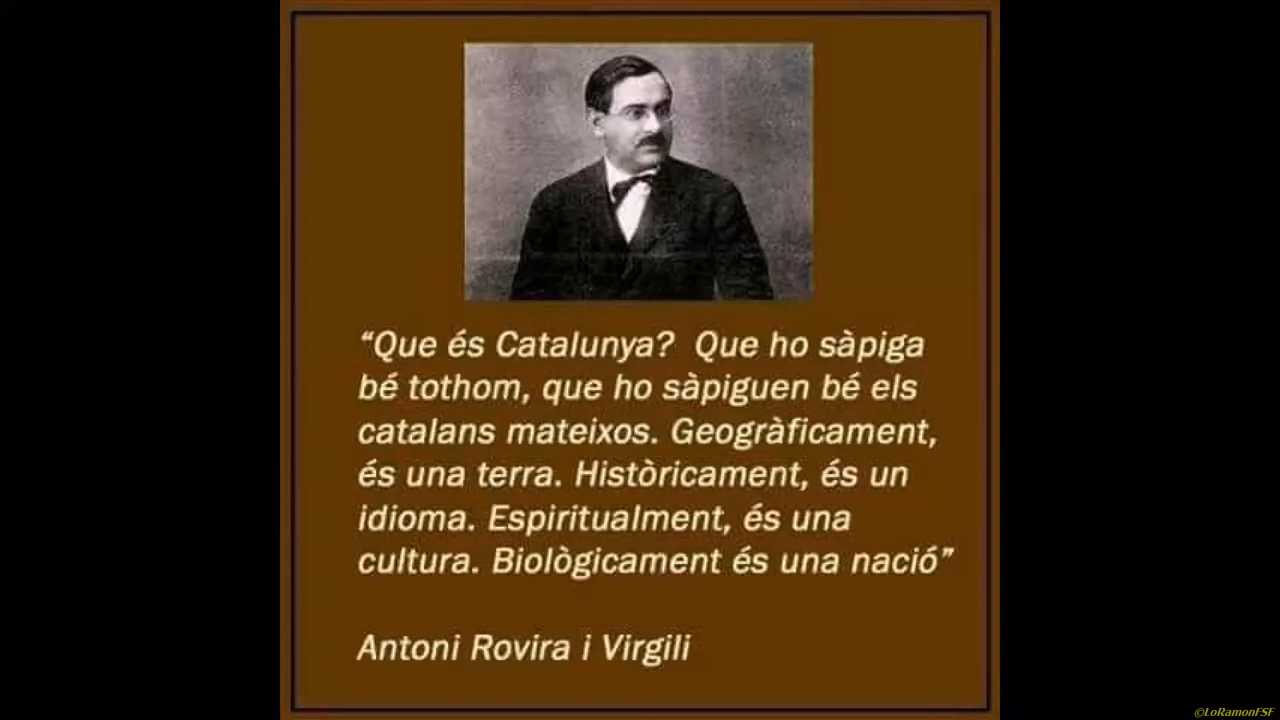 “Que és Catalunya? Que ho sàpiga
bé tothom, que ho sàpiguen bé els
catalans mateixos. Geogràficament,
és una terra. Històricament, és un
idioma. Espiritualment, és una
cultura. Biològicament és una nació”
Antoni Rovira i Virgili
©LoRamonFSF